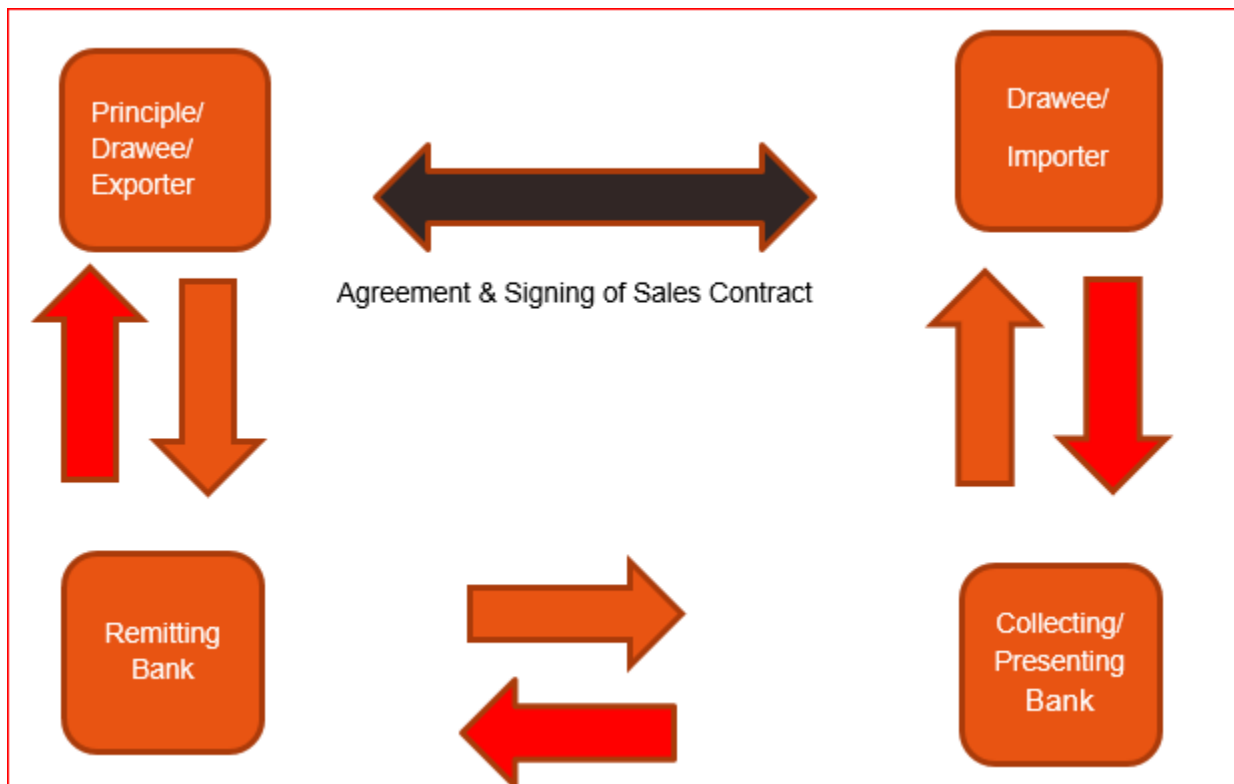 Principle/
Drawee/
Exporter
Drawee/
Importer
Agreement & Signing of Sales Contract
Remitting
Bank
Collecting/
Presenting
Bank